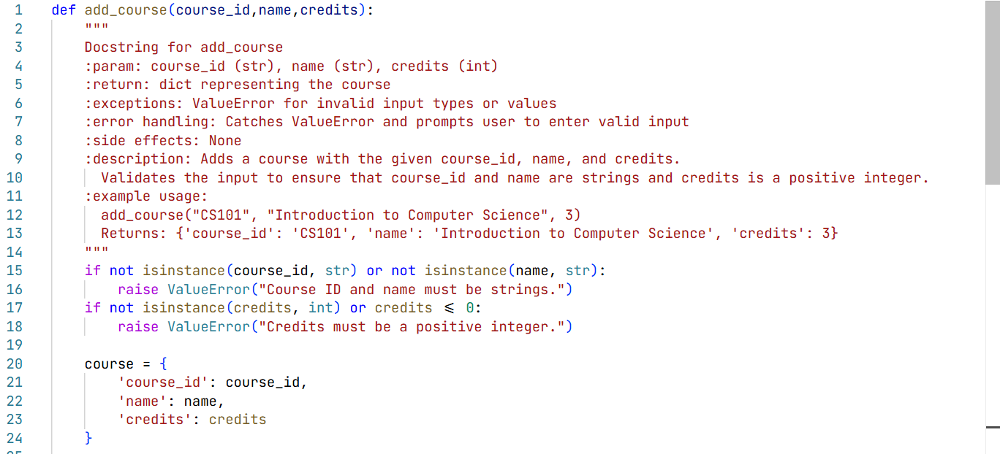 1 def add_course(course_id,name,credits):
2     """
3     Docstring for add_course
4     :param: course_id (str), name (str), credits (int)
5     :return: dict representing the course
6     :exceptions: ValueError for invalid input types or values
7     :error handling: Catches ValueError and prompts user to enter valid input
8     :side effects: None
9     :description: Adds a course with the given course_id, name, and credits.
10       Validates the input to ensure that course_id and name are strings and credits is a positive integer.
11     :example usage:
12       add_course("CS101", "Introduction to Computer Science", 3)
13       Returns: {'course_id': 'CS101', 'name': 'Introduction to Computer Science', 'credits': 3}
14     """
15     if not isinstance(course_id, str) or not isinstance(name, str):
16         raise ValueError("Course ID and name must be strings.")
17     if not isinstance(credits, int) or credits <= 0:
18         raise ValueError("Credits must be a positive integer.")
19
20     course = {
21         'course_id': course_id,
22         'name': name,
23         'credits': credits
24     }